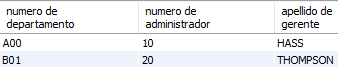 numero de departamento numero de administrador apellido de gerente
A00 10 HASS
B01 20 THOMPSON